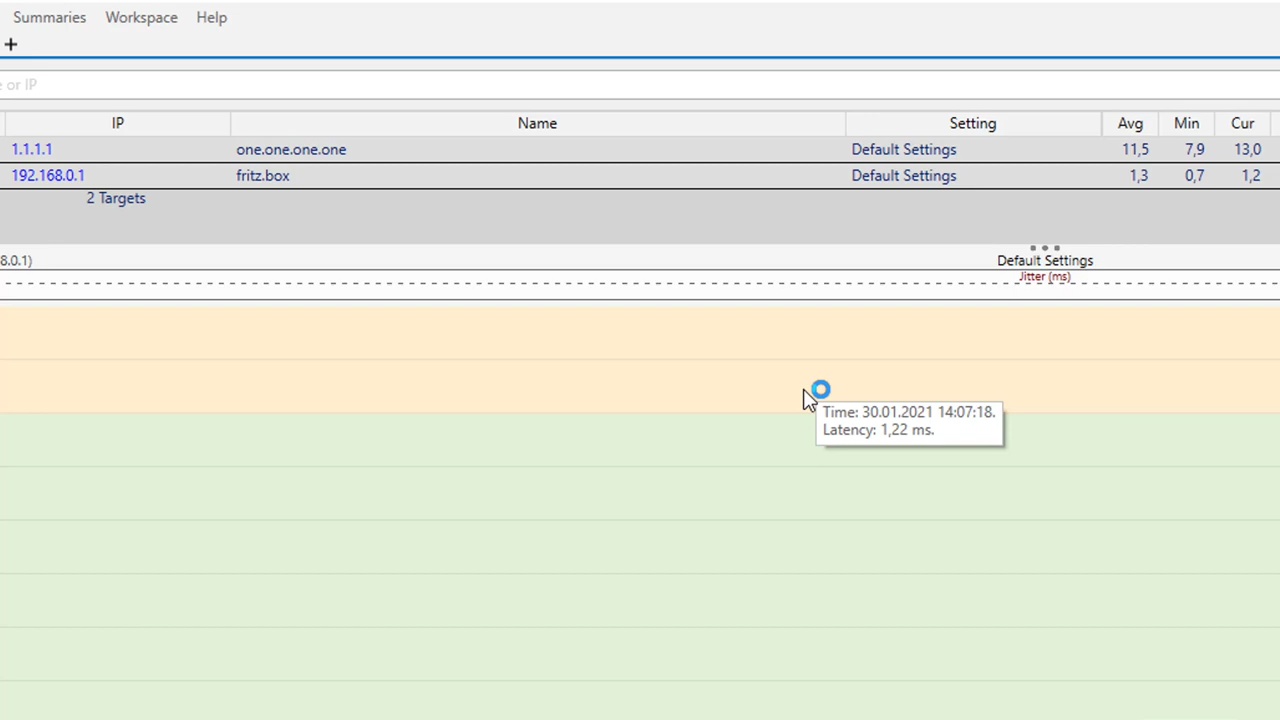 Summaries Workspace Help
+
e or IP
IP Name Setting Avg Min Cur
1.1.1.1 one.one.one.one Default Settings 11,5 7,9 13,0
192.168.0.1 fritz.box Default Settings 1,3 0,7 1,2
2 Targets
8.0.1) Default Settings
Jitter (ms)
Time: 30.01.2021 14:07:18.
Latency: 1,22 ms.